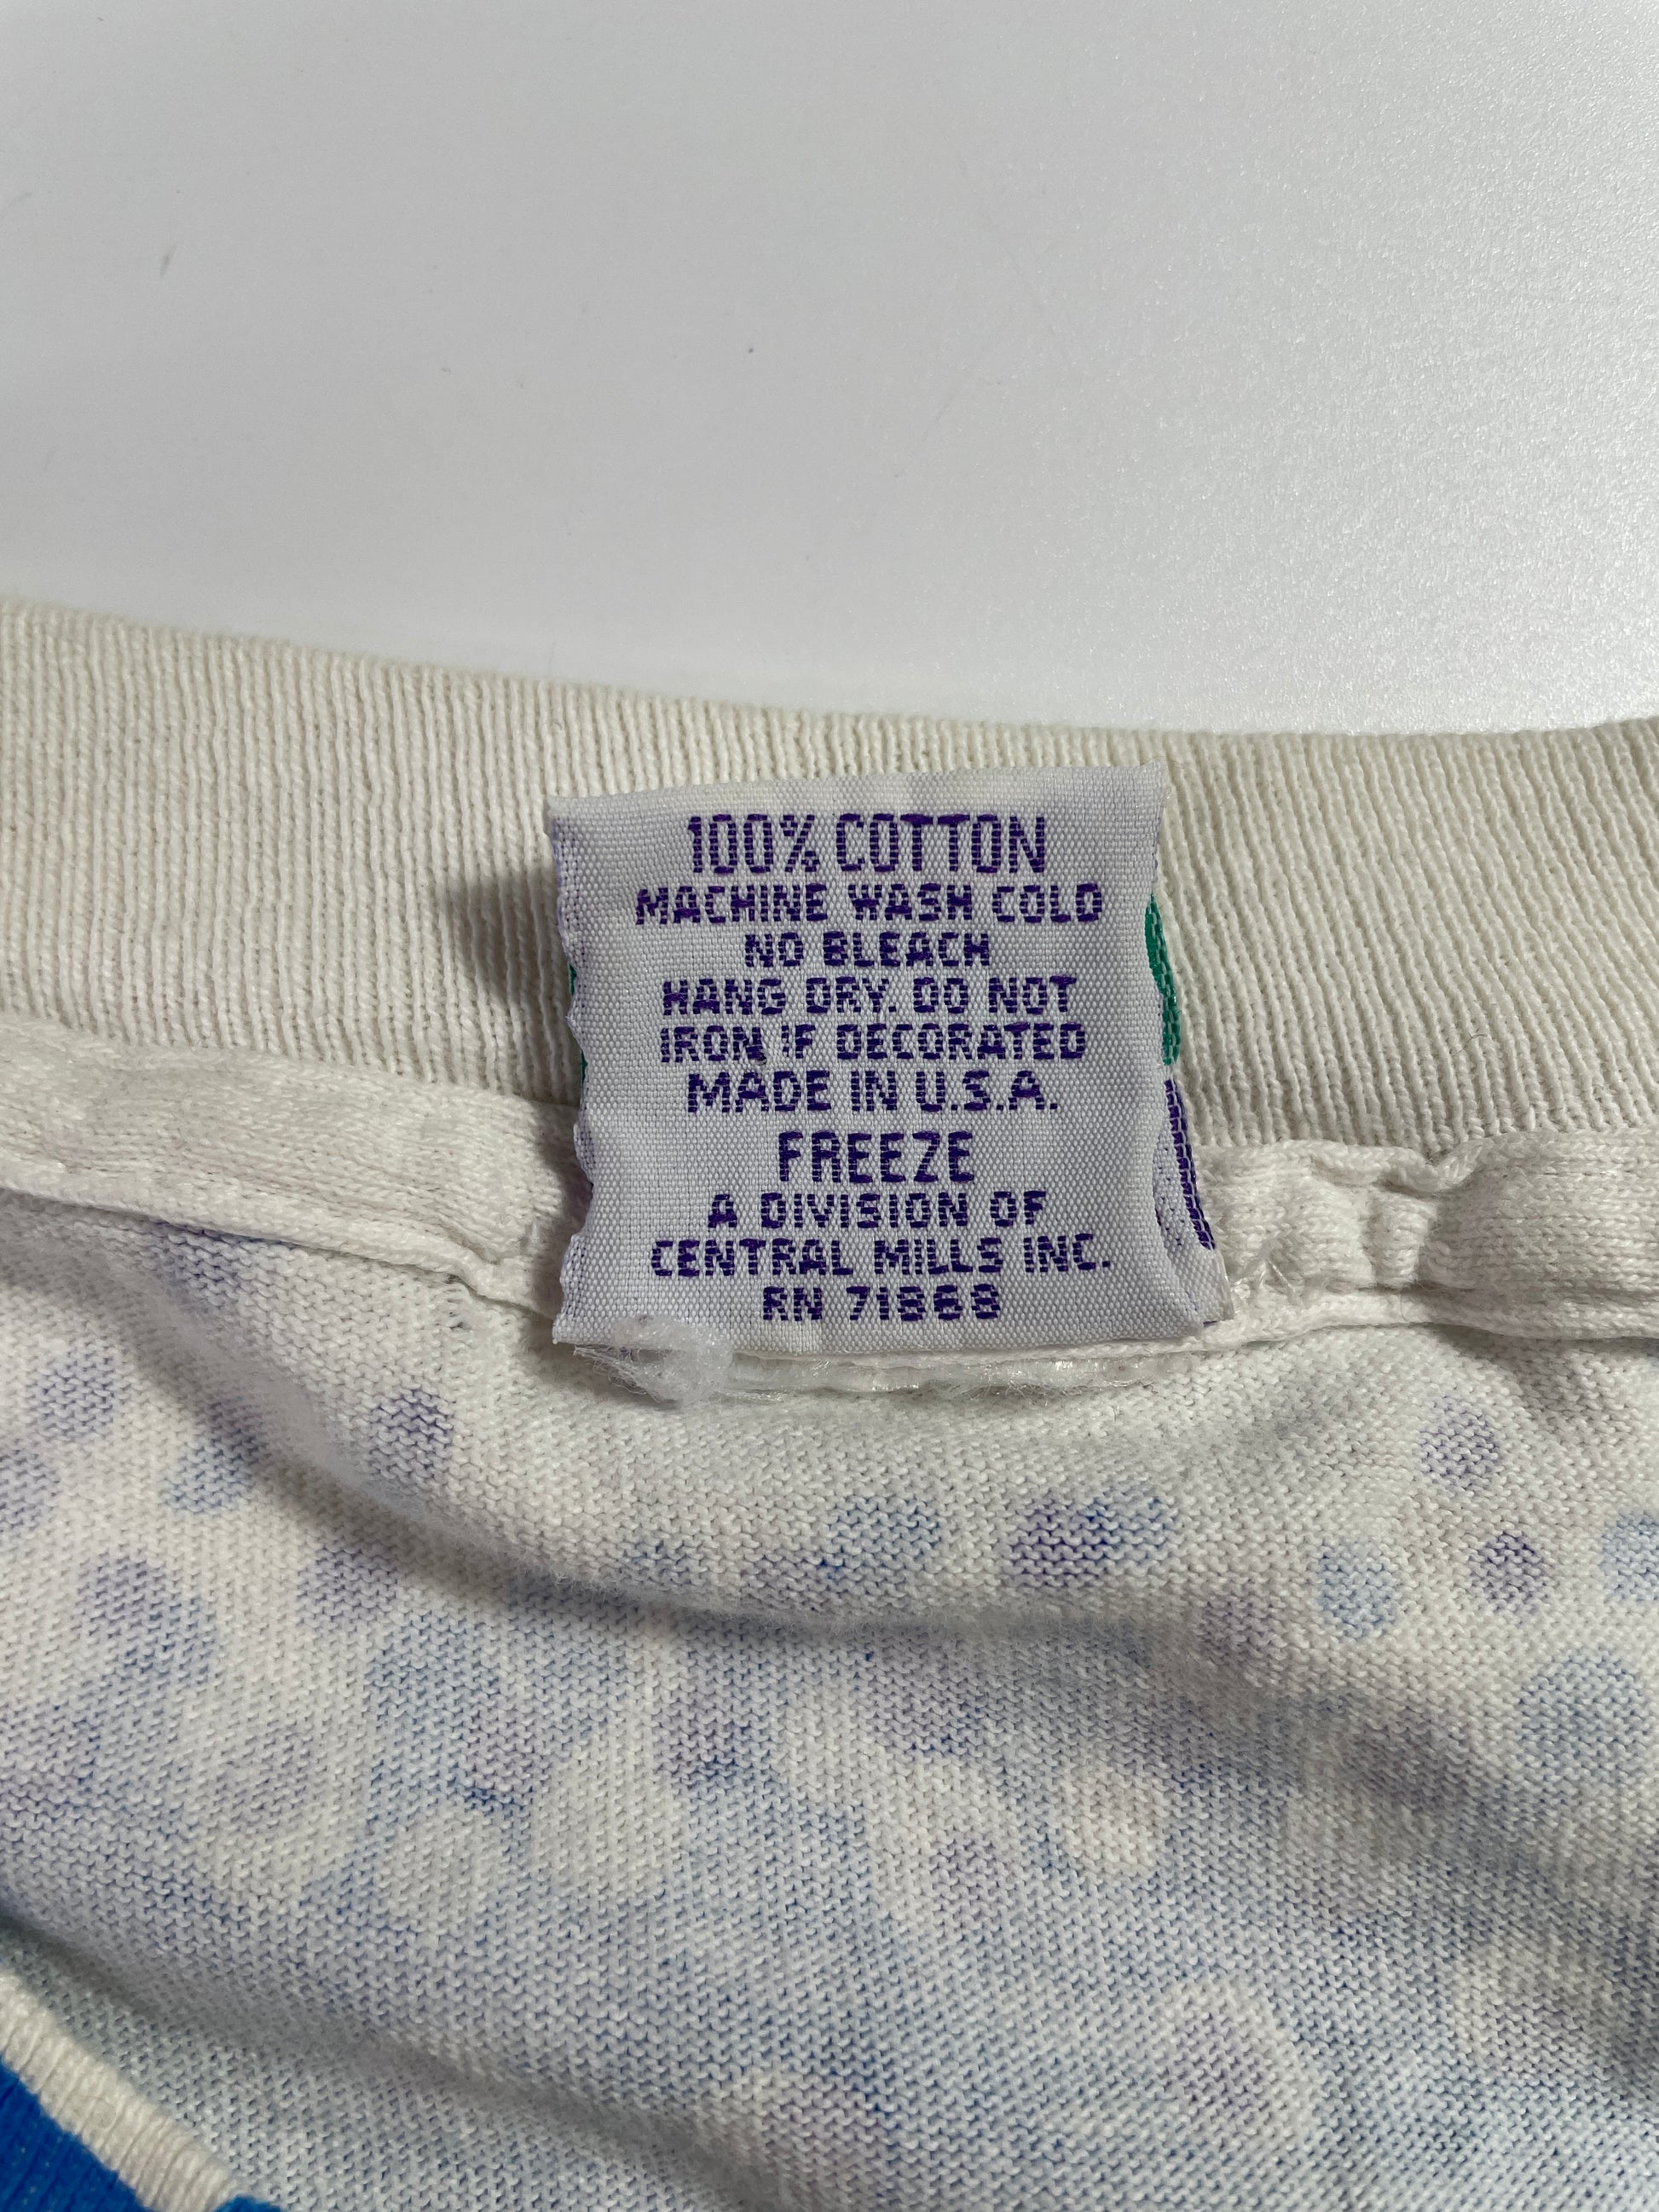 100% COTTON
MACHINE WASH COLD
NO BLEACH
HANG DRY. DO NOT
IRON IF DECORATED
MADE IN U.S.A.
FREEZE
A DIVISION OF
CENTRAL MILLS INC.
RN 71868